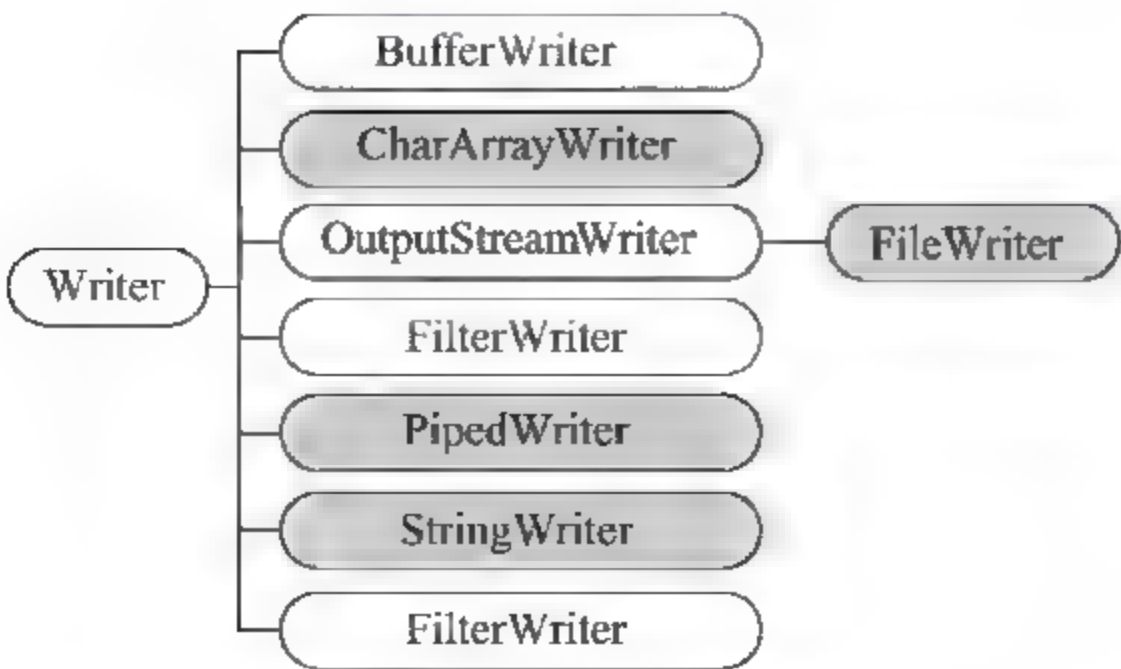 Writer
BufferWriter
CharArrayWriter
OutputStreamWriter
FileWriter
FilterWriter
PipedWriter
StringWriter
FilterWriter